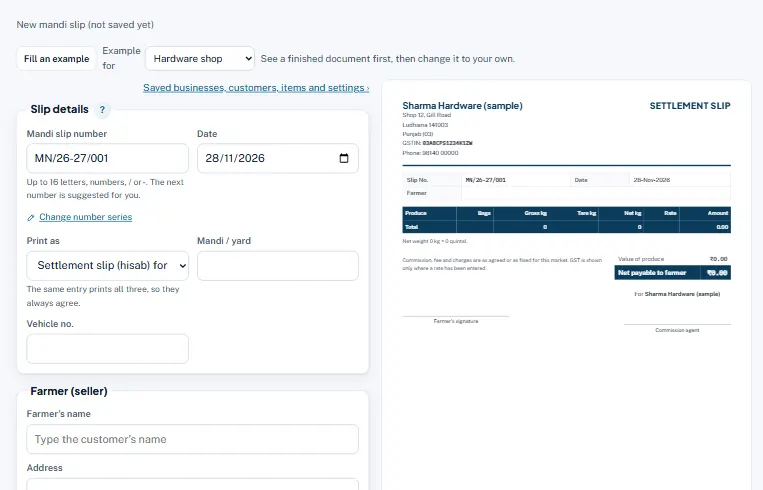 New mandi slip (not saved yet)
Fill an example
Example for
Hardware shop
See a finished document first, then change it to your own.
Saved businesses, customers, items and settings ›
Slip details ?
Mandi slip number
MN/26-27/001
Date
28/11/2026
Up to 16 letters, numbers, / or -. The next
number is suggested for you.
Change number series
Print as
Settlement slip (hisab) for
Mandi / yard
The same entry prints all three, so they
always agree.
Vehicle no.
Farmer (seller)
Farmer's name
Type the customer's name
Address
Sharma Hardware (sample)
SETTLEMENT SLIP
Shop 12, Gill Road
Ludhiana 141003
Punjab (03)
GSTIN: 03ABCPS1234K1ZW
Phone: 98140 00000
Slip No. MN/26-27/001 Date 28-Nov-2026
Farmer
Produce Bags Gross kg Tare kg Net kg Rate Amount
Total 0 0 0.00
Net weight 0 kg = 0 quintal.
Commission, fee and charges are as agreed or as fixed for this market. GST is shown
only where a rate has been entered
Value of produce ₹0.00
Net payable to farmer ₹0.00
For Sharma Hardware (sample)
Farmer's signature
Commission agent